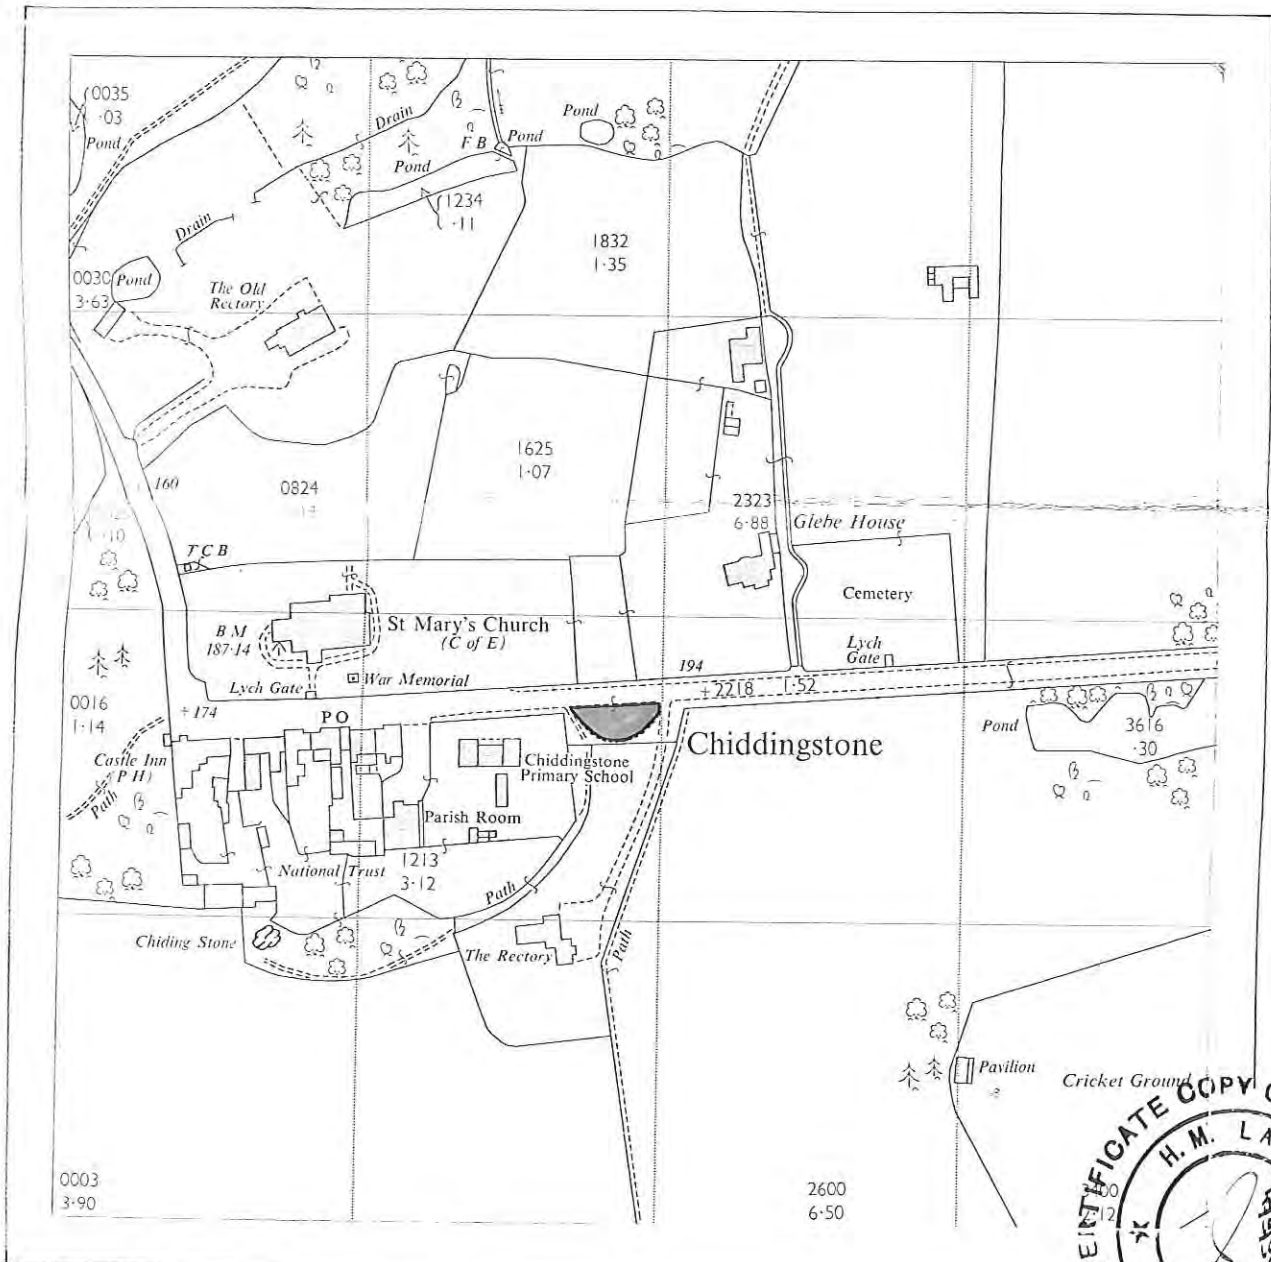 0035
·03
Pond
Drain
F B
Pond
Pond
Pond
1234
·11
Drain
1832
1·35
0030
3·63
Pond
The Old
Rectory
160
0824
1625
1·07
2323
6·88
Glebe House
·10
T C B
Cemetery
B M
187·14
St Mary's Church
(C of E)
Lych
Gate
Lych Gate
War Memorial
194
+2218 1·52
0016
1·14
+174
P O
Pond
3616
·30
Castle Inn
(P H)
Path
Chiddingstone
Primary School
Chiddingstone
Parish Room
National Trust
1213
3·12
Path
Chiding Stone
The Rectory
Path
Pavilion
Cricket Ground
0003
3·90
2600
6·50
H.M. LA